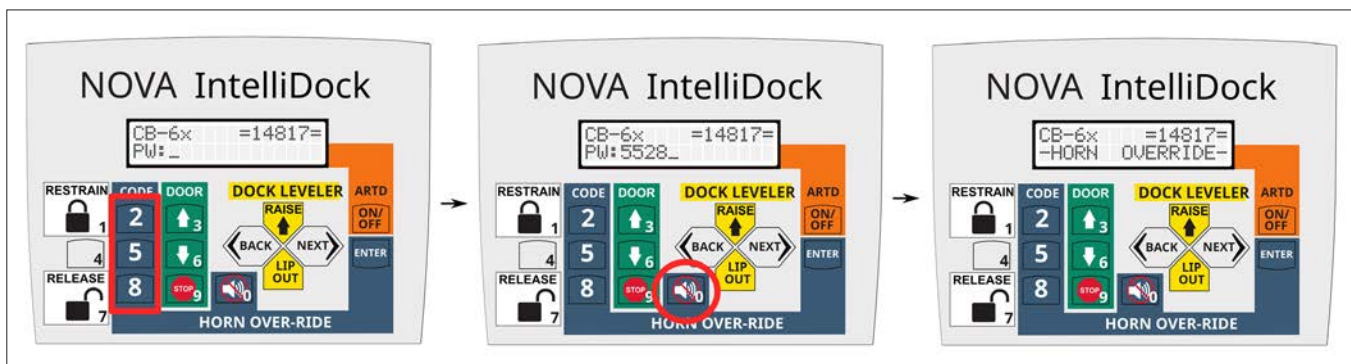 NOVA IntelliDock
CB-6x =14817=
PW:_
RESTRAIN CODE DOOR DOCK LEVELER ARTD
1 2 3 RAISE ON/
OFF
4 5 6 BACK NEXT ENTER
RELEASE LIP
OUT
7 8 STOP 9 0
HORN OVER-RIDE
NOVA IntelliDock
CB-6x =14817=
PW:5528_
RESTRAIN CODE DOOR DOCK LEVELER ARTD
1 2 3 RAISE ON/
OFF
4 5 6 BACK NEXT ENTER
RELEASE LIP
OUT
7 8 STOP 9 0
HORN OVER-RIDE
NOVA IntelliDock
CB-6x =14817=
-HORN OVERRIDE-
RESTRAIN CODE DOOR DOCK LEVELER ARTD
1 2 3 RAISE ON/
OFF
4 5 6 BACK NEXT ENTER
RELEASE LIP
OUT
7 8 STOP 9 0
HORN OVER-RIDE